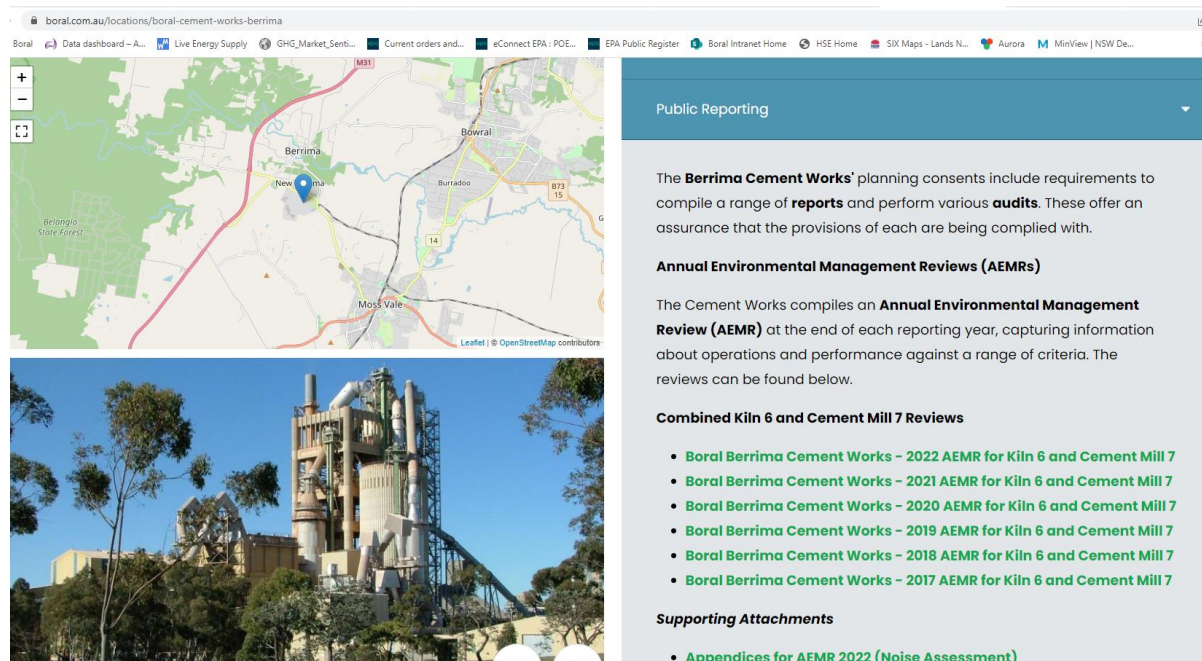 boral.com.au/locations/boral-cement-works-berrima
Boral Data dashboard – A... Live Energy Supply GHG_Market_Senti... Current orders and... eConnect EPA : POE... EPA Public Register Boral Intranet Home HSE Home SIX Maps - Lands N... Aurora MinView | NSW De...
+
−
M31
Bowral
Berrima
New
ma
Burradoo
B73
15
Belanglo
State Forest
14
G
Moss Vale
Leaflet | © OpenStreetMap contributors
Public Reporting
The Berrima Cement Works' planning consents include requirements to
compile a range of reports and perform various audits. These offer an
assurance that the provisions of each are being complied with.
Annual Environmental Management Reviews (AEMRs)
The Cement Works compiles an Annual Environmental Management
Review (AEMR) at the end of each reporting year, capturing information
about operations and performance against a range of criteria. The
reviews can be found below.
Combined Kiln 6 and Cement Mill 7 Reviews
• Boral Berrima Cement Works - 2022 AEMR for Kiln 6 and Cement Mill 7
• Boral Berrima Cement Works - 2021 AEMR for Kiln 6 and Cement Mill 7
• Boral Berrima Cement Works - 2020 AEMR for Kiln 6 and Cement Mill 7
• Boral Berrima Cement Works - 2019 AEMR for Kiln 6 and Cement Mill 7
• Boral Berrima Cement Works - 2018 AEMR for Kiln 6 and Cement Mill 7
• Boral Berrima Cement Works - 2017 AEMR for Kiln 6 and Cement Mill 7
Supporting Attachments
• Appendices for AEMR 2022 (Noise Assessment)